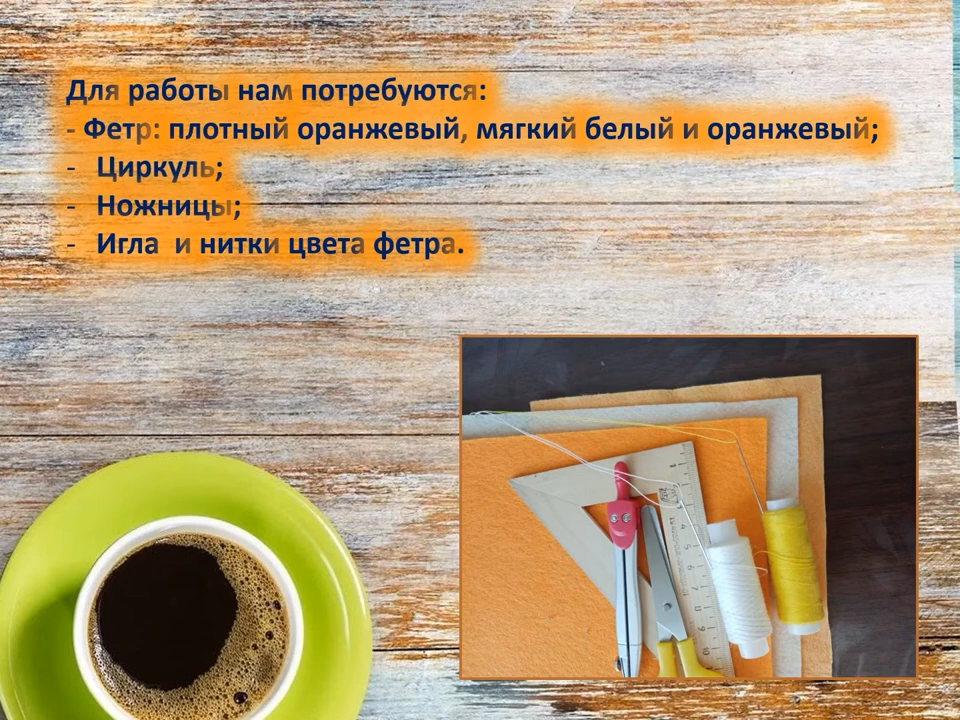 Для работы нам потребуются:
- Фетр: плотный оранжевый, мягкий белый и оранжевый;
- Циркуль;
- Ножницы;
- Игла и нитки цвета фетра.